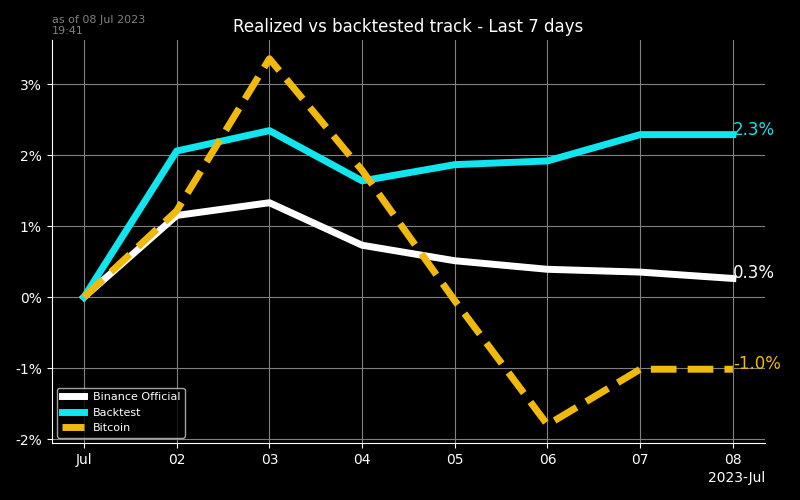 as of 08 Jul 2023
19:41
Realized vs backtested track - Last 7 days
3%
2%
1%
0%
-1%
-2%
2.3%
0.3%
-1.0%
Binance Official
Backtest
Bitcoin
Jul
02
03
04
05
06
07
08
2023-Jul